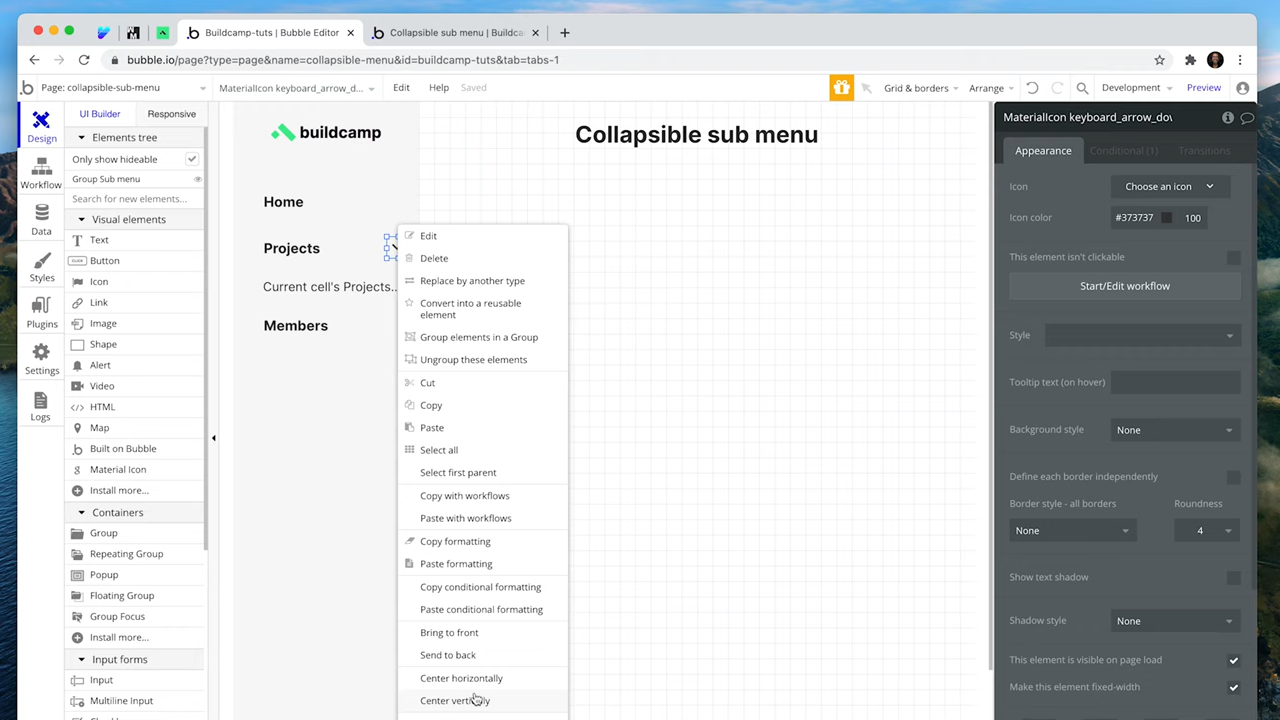 Buildcamp-tuts | Bubble Editor
Collapsible sub menu | Buildca
bubble.io/page?type=page&name=collapsible-menu&id=buildcamp-tuts&tab=tabs-1
Page: collapsible-sub-menu
MaterialIcon keyboard_arrow_d...
Edit
Help
Saved
Grid & borders
Arrange
Development
Preview
Design
Workflow
Data
Styles
Plugins
Settings
Logs
UI Builder
Responsive
Elements tree
Only show hideable
Group Sub menu
Search for new elements...
Visual elements
Text
CLICK
Button
Icon
Link
Image
Shape
Alert
Video
HTML
Map
Built on Bubble
Material Icon
Install more...
Containers
Group
Repeating Group
Popup
Floating Group
Group Focus
Install more...
Input forms
Input
Multiline Input
buildcamp
Home
Projects
Current cell's Projects...
Members
Collapsible sub menu
Edit
Delete
Replace by another type
Convert into a reusable
element
Group elements in a Group
Ungroup these elements
Cut
Copy
Paste
Select all
Select first parent
Copy with workflows
Paste with workflows
Copy formatting
Paste formatting
Copy conditional formatting
Paste conditional formatting
Bring to front
Send to back
Center horizontally
Center vertically
MaterialIcon keyboard_arrow_do
Appearance
Conditional (1)
Transitions
Icon
Choose an icon
Icon color
#373737
100
This element isn't clickable
Start/Edit workflow
Style
Tooltip text (on hover)
Background style
None
Define each border independently
Border style - all borders
Roundness
None
4
Show text shadow
Shadow style
None
This element is visible on page load
Make this element fixed-width